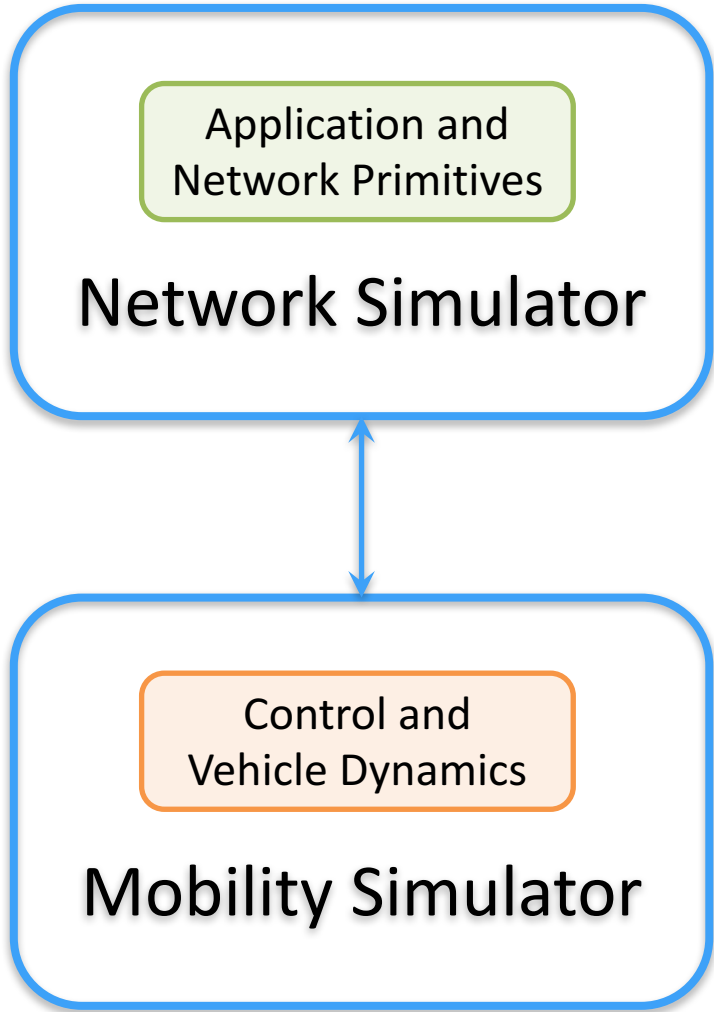 Application and
Network Primitives
Network Simulator
Control and
Vehicle Dynamics
Mobility Simulator